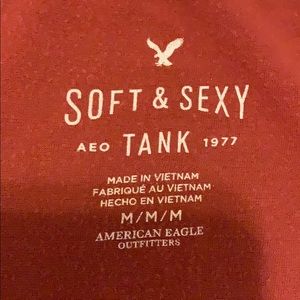 SOFT & SEXY
AEO TANK 1977
MADE IN VIETNAM
FABRIQUÉ AU VIETNAM
HECHO EN VIETNAM
M/M/M
AMERICAN EAGLE
OUTFITTERS